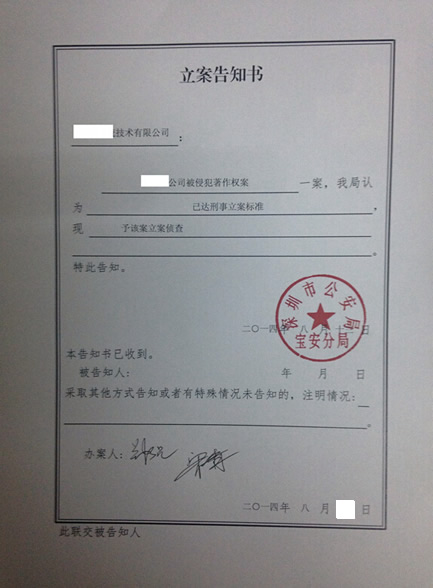 立案告知书
技术有限公司：
公司被侵犯著作权案一案，我局认
为 已达刑事立案标准，
现 予该案立案侦查
。
特此告知。
深圳市公安局
宝安分局
二〇一四年 八 月十二日
本告知书已收到。
被告知人： 年 月 日
采取其他方式告知或者有特殊情况未告知的，注明情况：
。
办案人：
二〇一四年 八 月 日
此联交被告知人